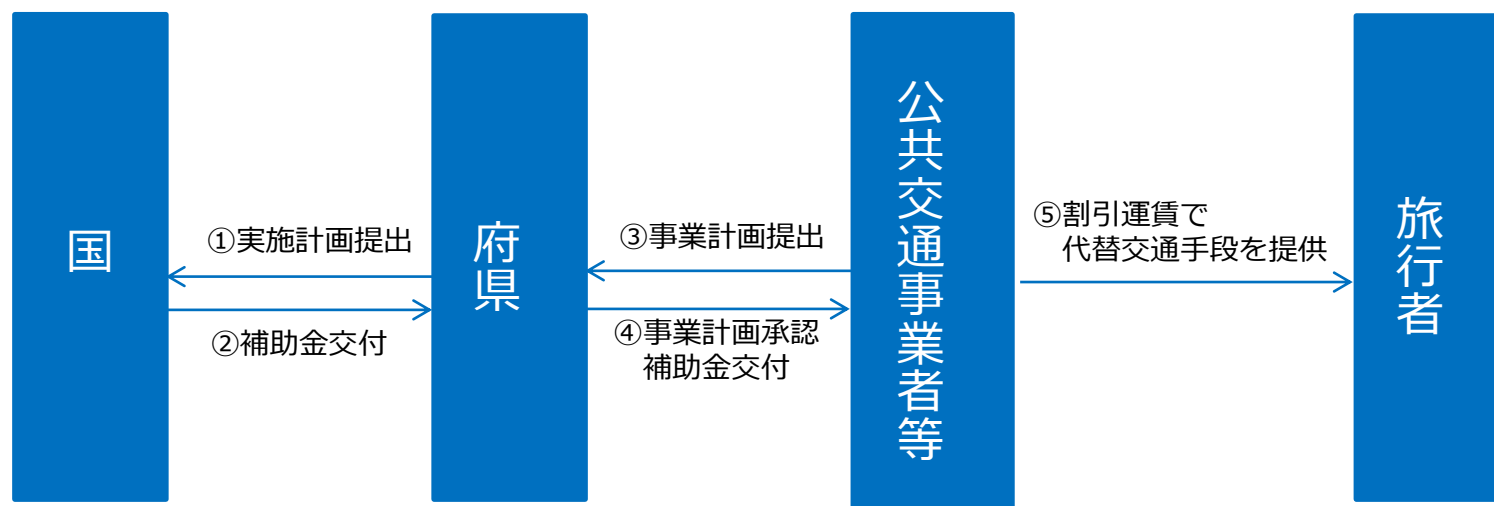 国
①実施計画提出
②補助金交付
府県
③事業計画提出
④事業計画承認
補助金交付
公共交通事業者等
⑤割引運賃で
代替交通手段を提供
旅行者